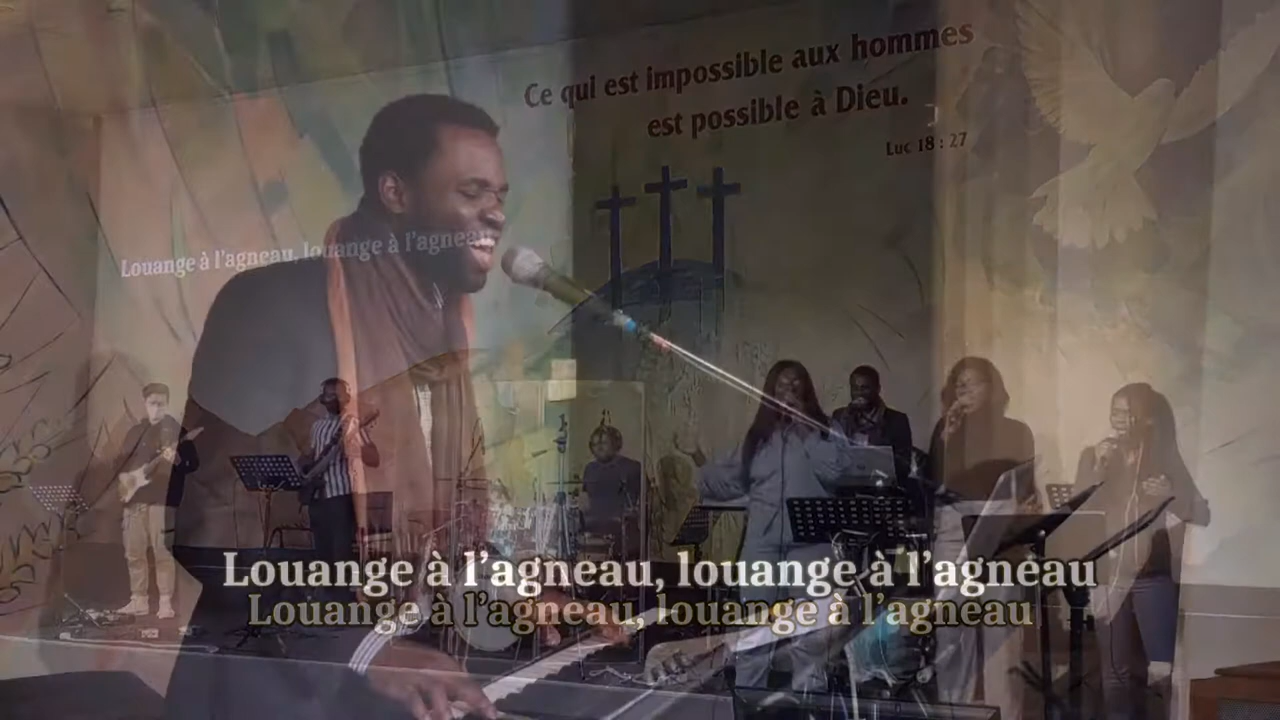 Ce qui est impossible aux hommes
est possible à Dieu.
Luc 18 : 27
Louange à l'agneau, louange à l'agneau
Louange à l'agneau, louange à l'agneau
Louange à l'agneau, louange à l'agneau